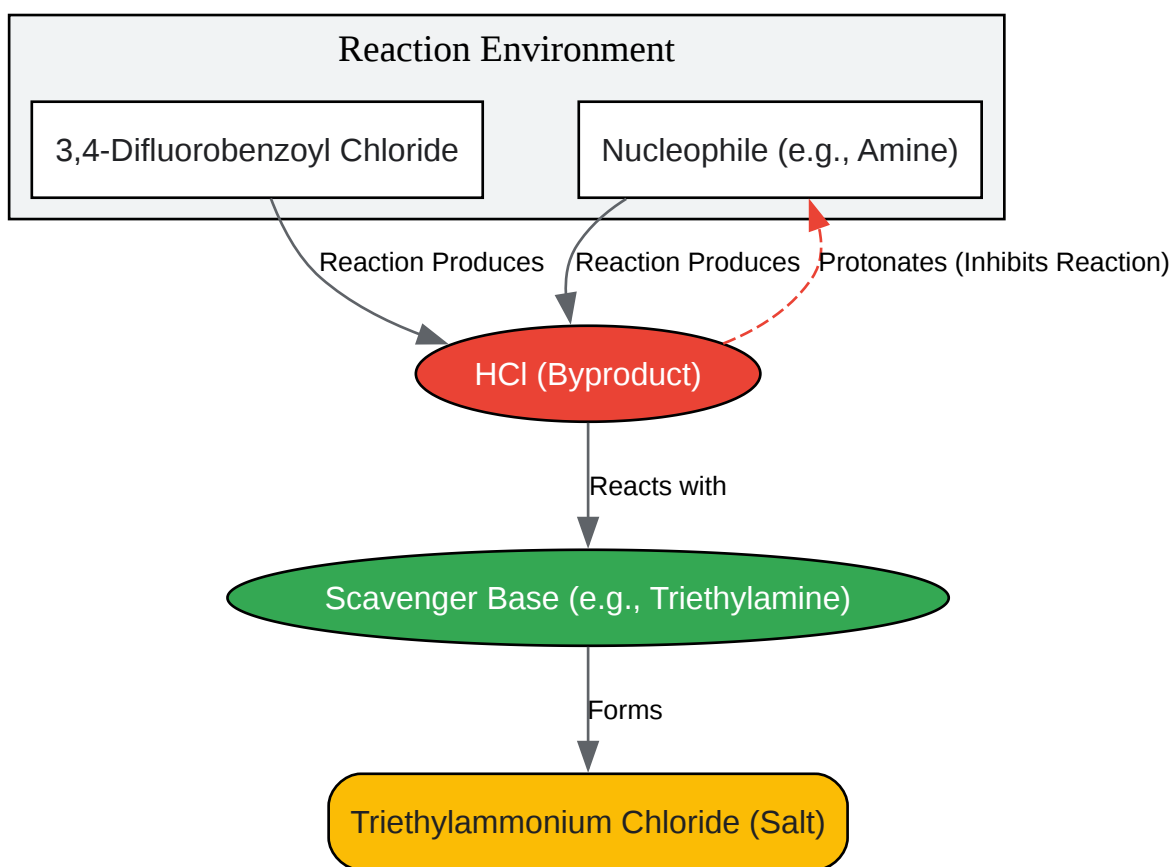 Reaction Environment
3,4-Difluorobenzoyl Chloride
Nucleophile (e.g., Amine)
Reaction Produces
Reaction Produces
Protonates (Inhibits Reaction)
HCl (Byproduct)
Reacts with
Scavenger Base (e.g., Triethylamine)
Forms
Triethylammonium Chloride (Salt)